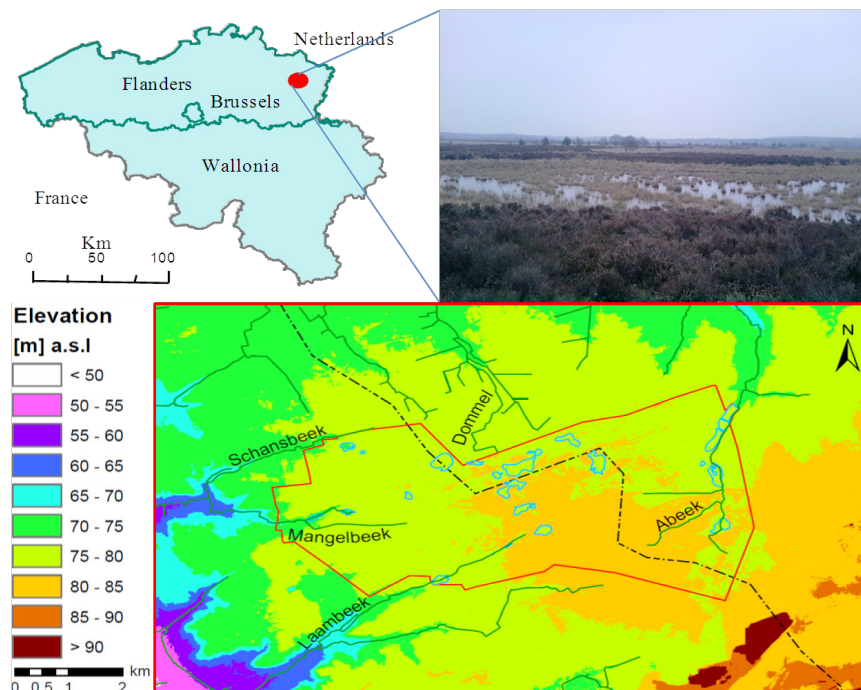 Netherlands
Flanders
Brussels
Wallonia
France
Km
0 50 100
Elevation
[m] a.s.l
< 50
50 - 55
55 - 60
60 - 65
65 - 70
70 - 75
75 - 80
80 - 85
85 - 90
> 90
0 0.5 1 2 km
N
Schansbeek
Dommel
Mangelbeek
Abeek
Laambeek